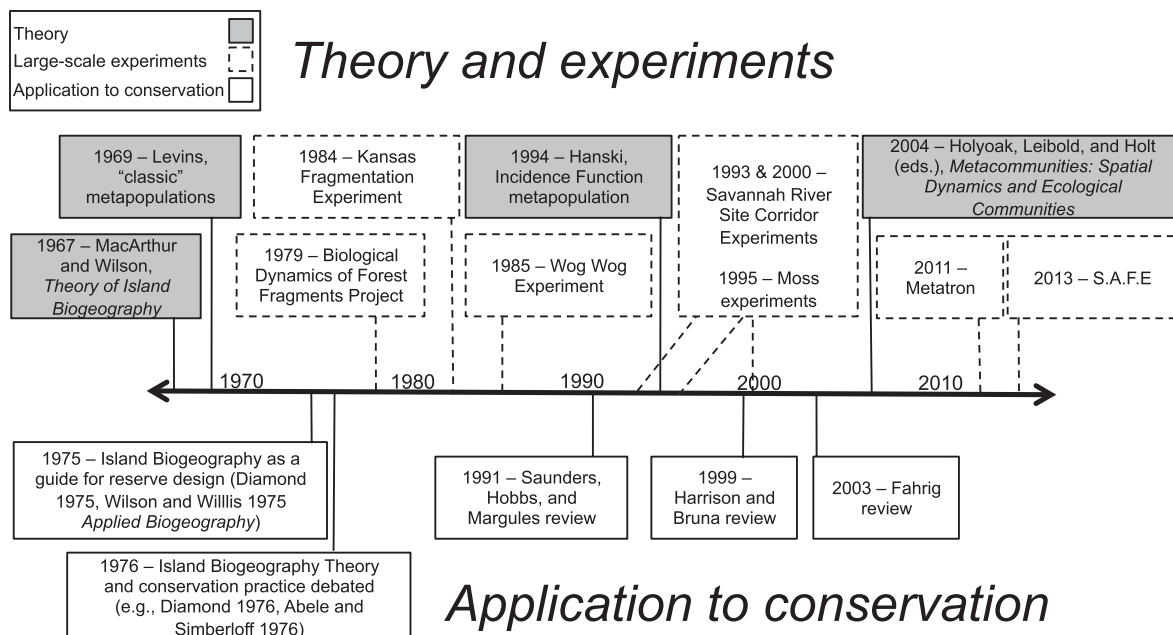 Theory
Large-scale experiments
Application to conservation
Theory and experiments
1969 – Levins,
“classic”
metapopulations
1984 – Kansas
Fragmentation
Experiment
1994 – Hanski,
Incidence Function
metapopulation
1993 & 2000 –
Savannah River
Site Corridor
Experiments
1995 – Moss
experiments
2004 – Holyoak, Leibold, and Holt
(eds.), Metacommunities: Spatial
Dynamics and Ecological
Communities
1967 – MacArthur
and Wilson,
Theory of Island
Biogeography
1979 – Biological
Dynamics of Forest
Fragments Project
1985 – Wog Wog
Experiment
2011 –
Metatron
2013 – S.A.F.E
1970
1980
1990
2000
2010
1975 – Island Biogeography as a
guide for reserve design (Diamond
1975, Wilson and Willlis 1975
Applied Biogeography)
1991 – Saunders,
Hobbs, and
Margules review
1999 –
Harrison and
Bruna review
2003 – Fahrig
review
1976 – Island Biogeography Theory
and conservation practice debated
(e.g., Diamond 1976, Abele and
Simberloff 1976)
Application to conservation